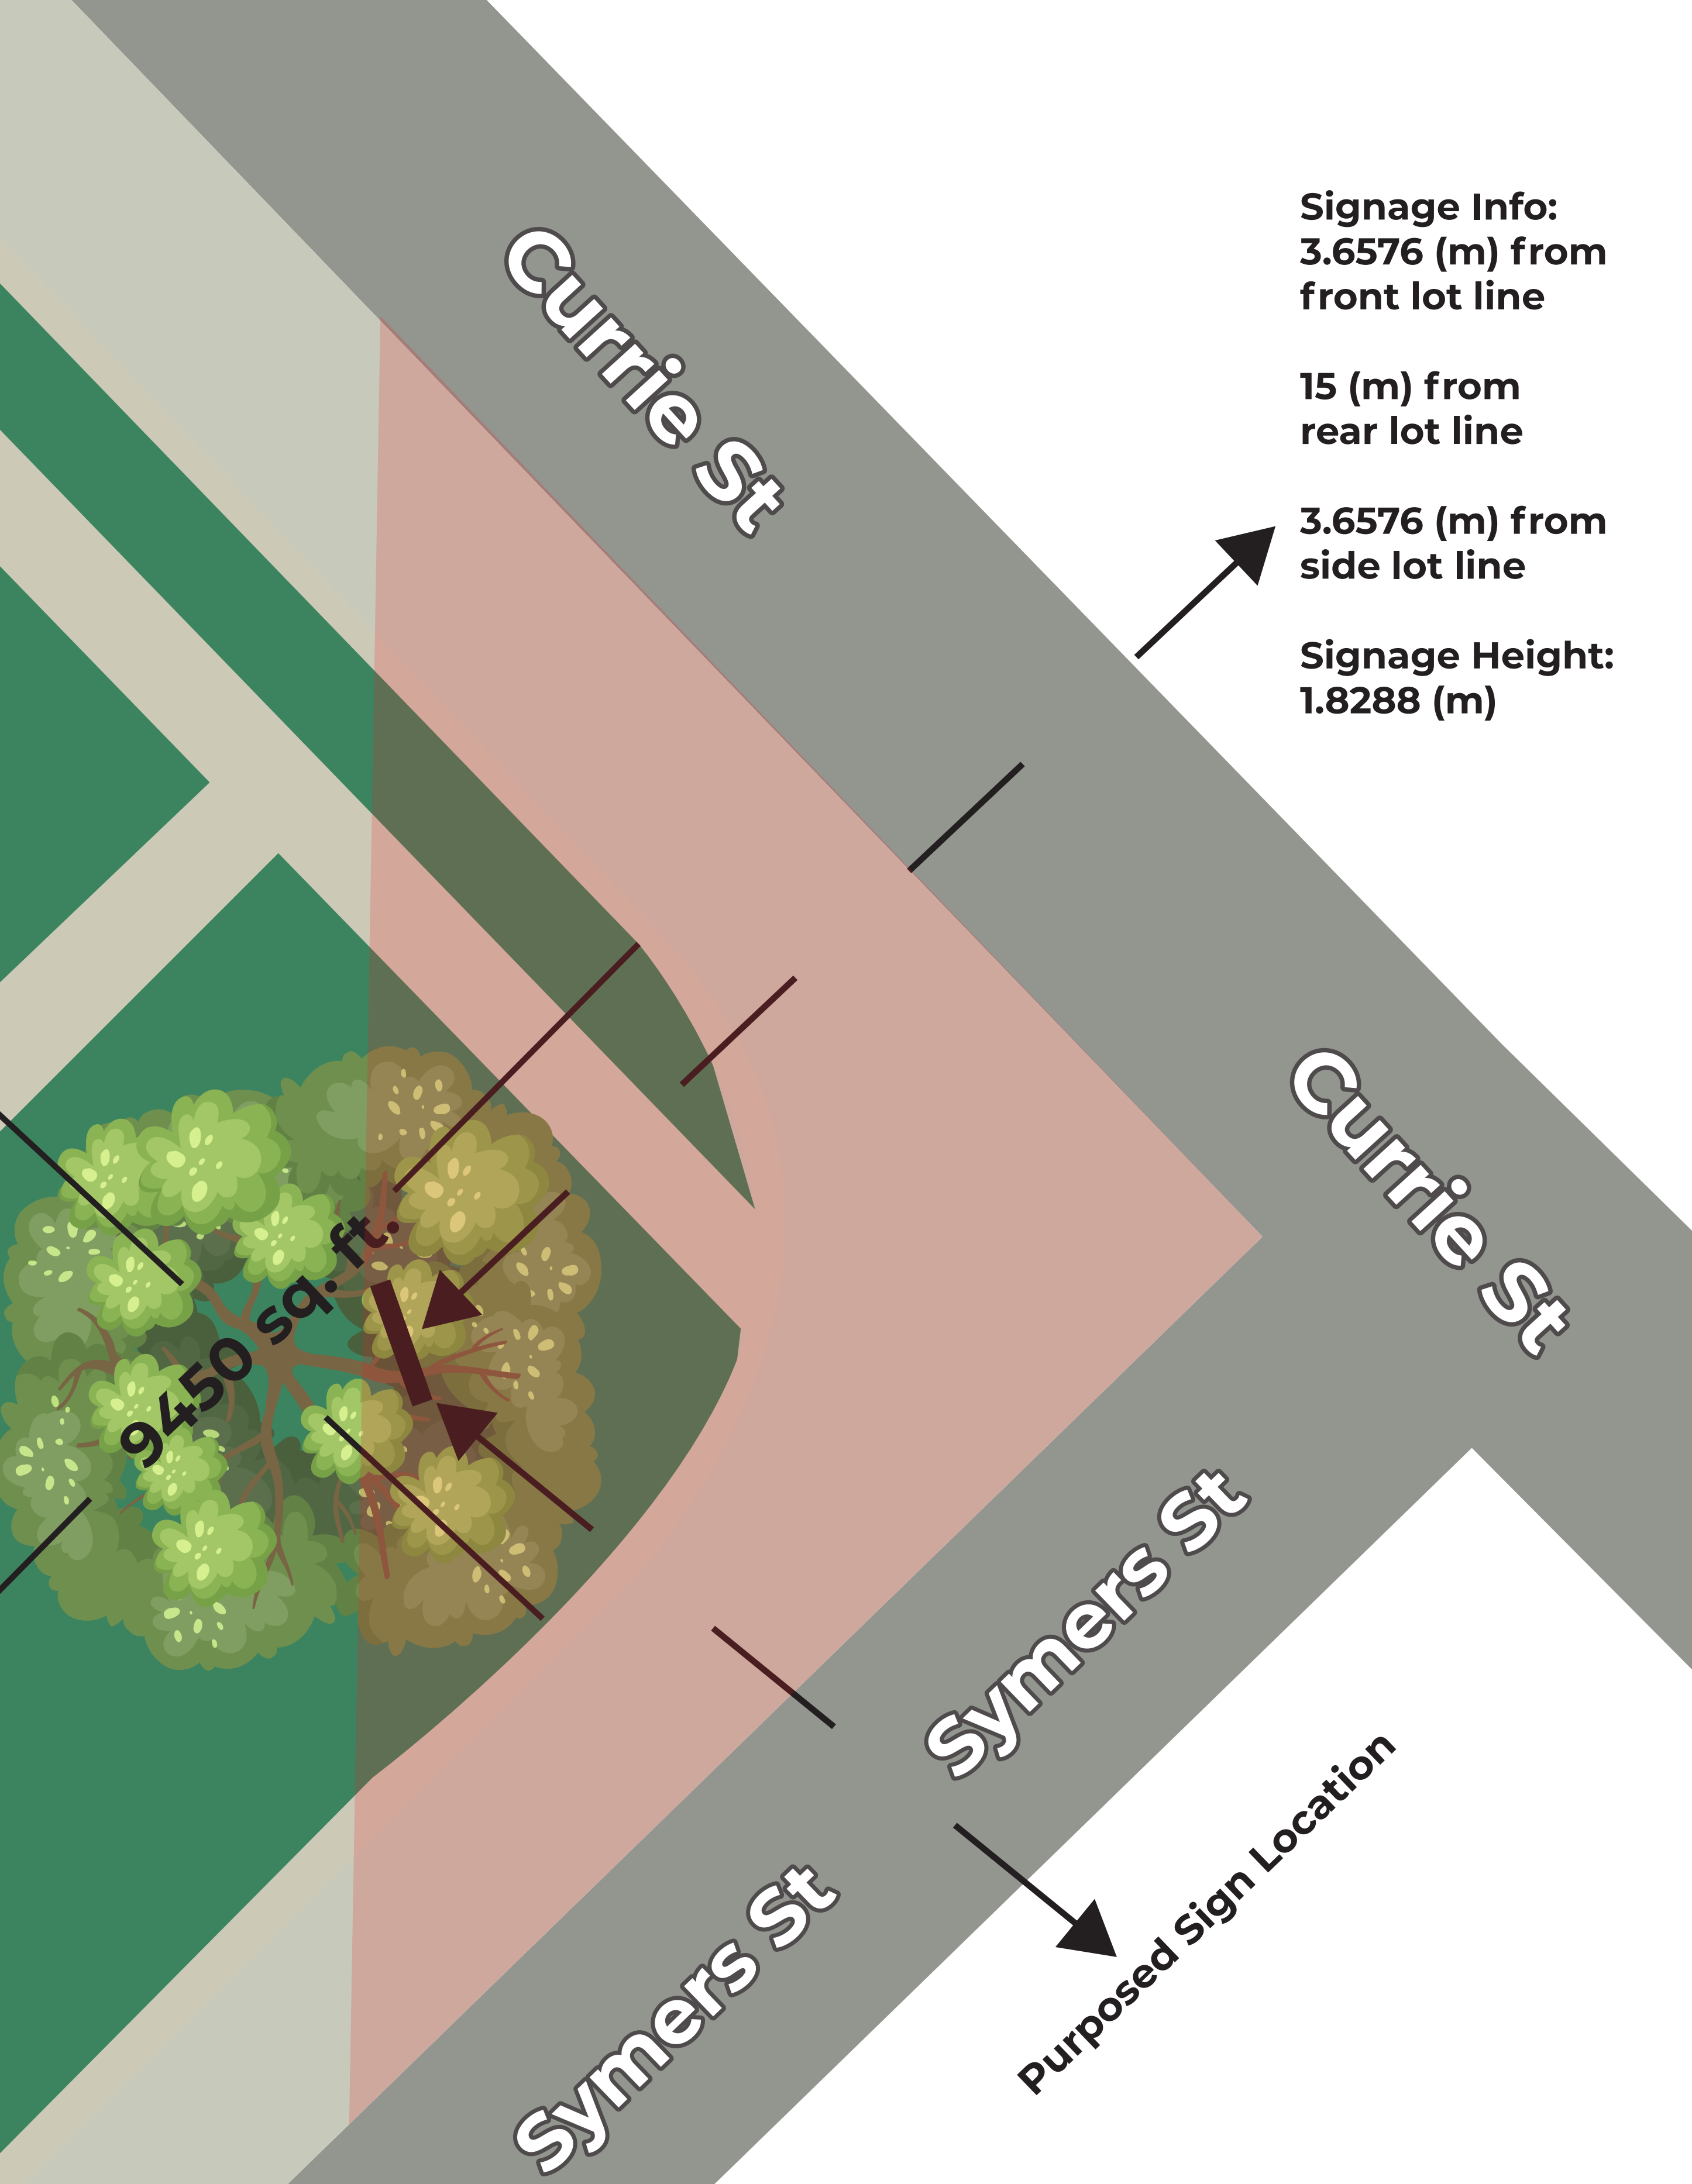 Currie St
Signage Info:
3.6576 (m) from
front lot line
15 (m) from
rear lot line
3.6576 (m) from
side lot line
Signage Height:
1.8288 (m)
Currie St
9450 sq. ft.
Symers St
Symers St
Purposed Sign Location